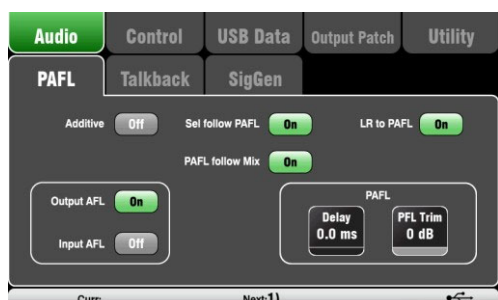 Audio Control USB Data Output Patch Utility
PAFL Talkback SigGen
Additive Off Sel follow PAFL On LR to PAFL On
PAFL follow Mix On
PAFL
Output AFL On
Delay 0.0 ms
PFL Trim 0 dB
Input AFL Off
Curr: Next:1)